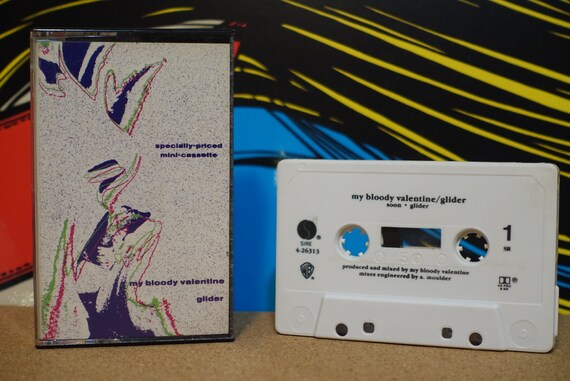 specially-priced
mini-cassette
my bloody valentine
glider
my bloody valentine/glider
soon • glider
SIRE
4-26313
1
produced and mixed by my bloody valentine
mixes engineered by a. moulder